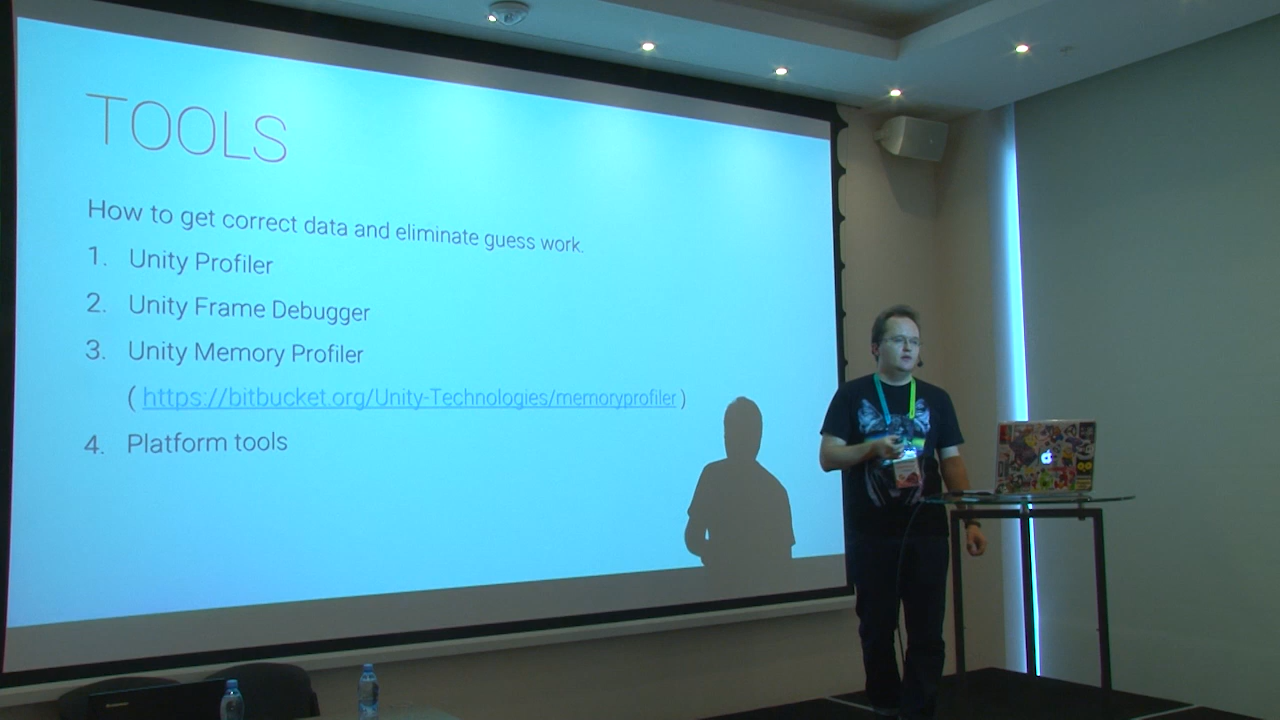 TOOLS
How to get correct data and eliminate guess work.
1. Unity Profiler
2. Unity Frame Debugger
3. Unity Memory Profiler
( https://bitbucket.org/Unity-Technologies/memoryprofiler )
4. Platform tools